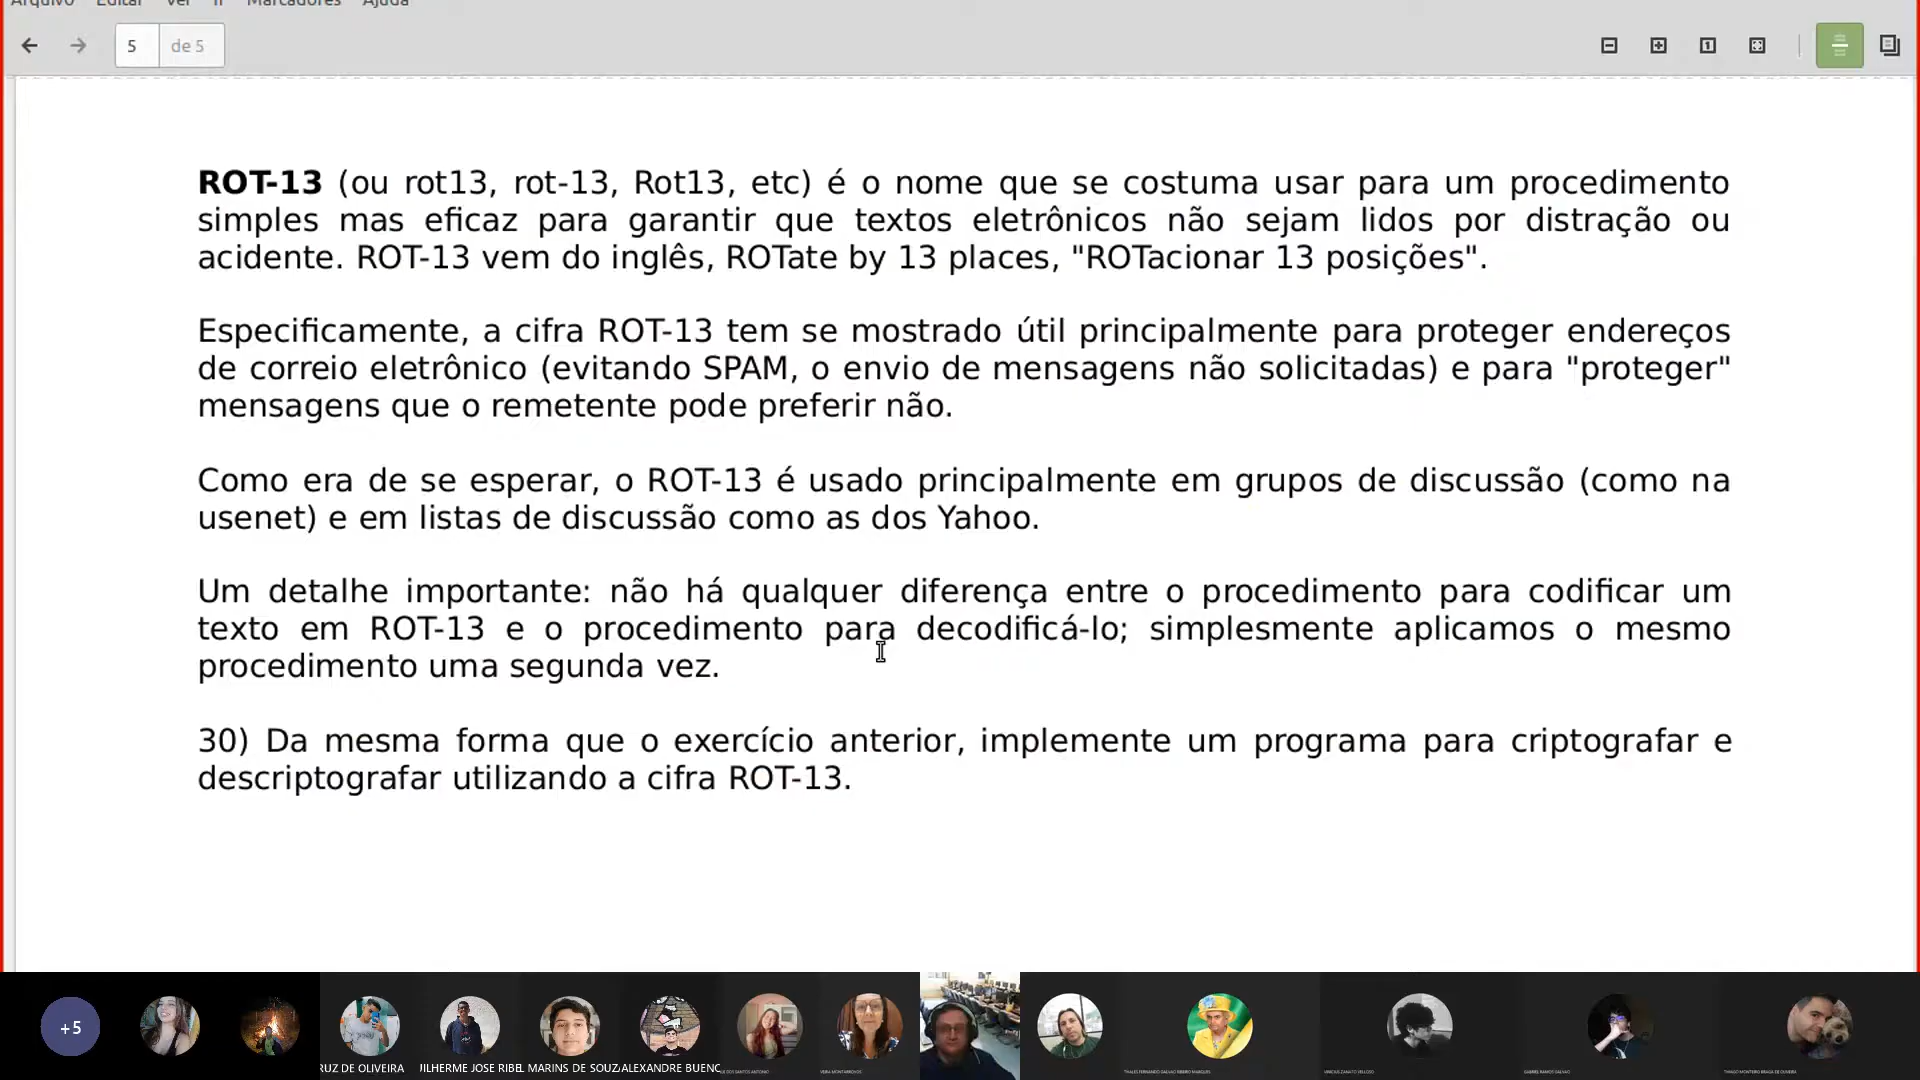 Arquivo Editar Ver Ir Marcadores Ajuda
5 de 5
ROT-13 (ou rot13, rot-13, Rot13, etc) é o nome que se costuma usar para um procedimento
simples mas eficaz para garantir que textos eletrônicos não sejam lidos por distração ou
acidente. ROT-13 vem do inglês, ROTate by 13 places, "ROTacionar 13 posições".
Especificamente, a cifra ROT-13 tem se mostrado útil principalmente para proteger endereços
de correio eletrônico (evitando SPAM, o envio de mensagens não solicitadas) e para "proteger"
mensagens que o remetente pode preferir não.
Como era de se esperar, o ROT-13 é usado principalmente em grupos de discussão (como na
usenet) e em listas de discussão como as dos Yahoo.
Um detalhe importante: não há qualquer diferença entre o procedimento para codificar um
texto em ROT-13 e o procedimento para decodificá-lo; simplesmente aplicamos o mesmo
procedimento uma segunda vez.
30) Da mesma forma que o exercício anterior, implemente um programa para criptografar e
descriptografar utilizando a cifra ROT-13.
+5
RUZ DE OLIVEIRA UILHERME JOSE RIBEI L MARINS DE SOUZ ALEXANDRE BUENO